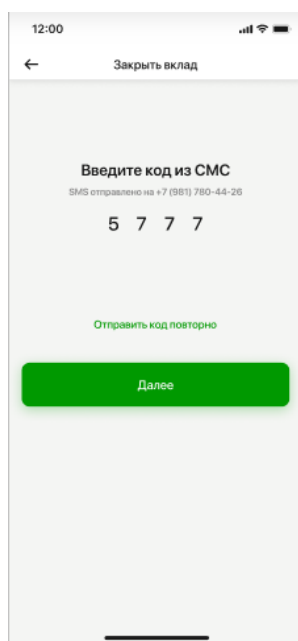 12:00
Закрыть вклад
Введите код из СМС
SMS отправлено на +7 (981) 780-44-26
5 7 7 7
Отправить код повторно
Далее